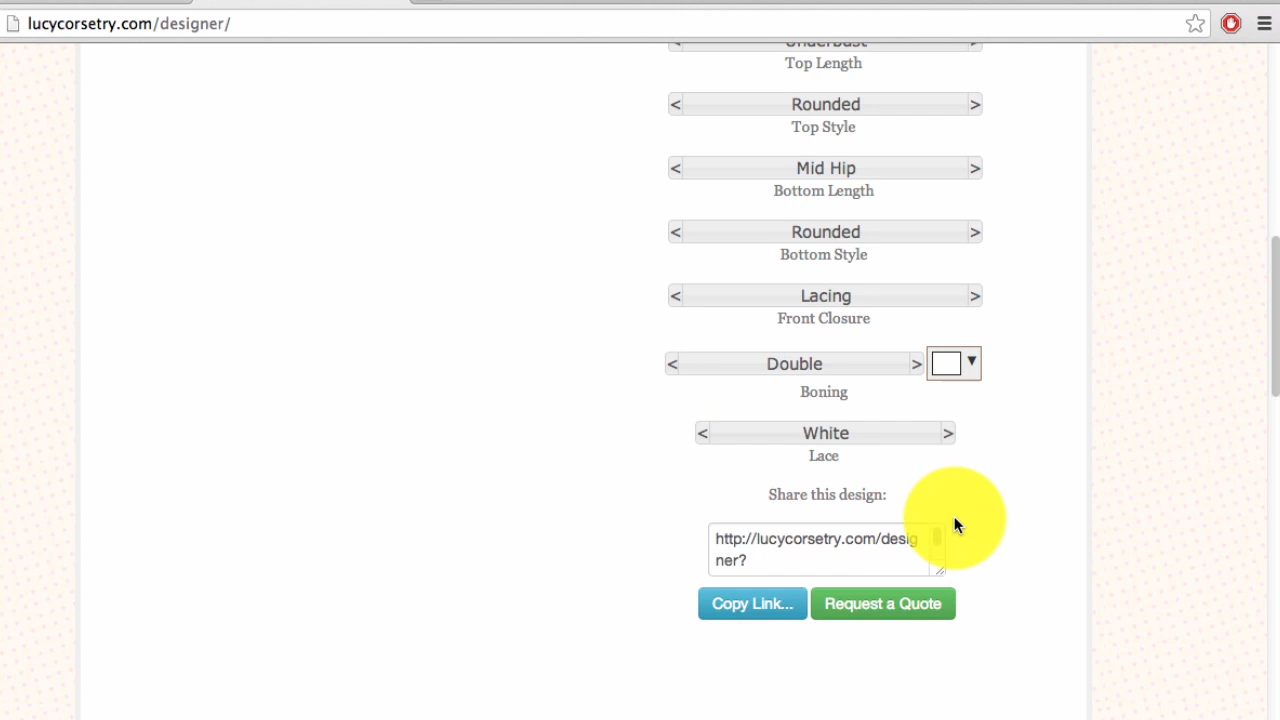 lucycorsetry.com/designer/
< Underbust >
Top Length
< Rounded >
Top Style
< Mid Hip >
Bottom Length
< Rounded >
Bottom Style
< Lacing >
Front Closure
< Double >
Boning
< White >
Lace
Share this design:
http://lucycorsetry.com/desig
ner?
Copy Link... Request a Quote